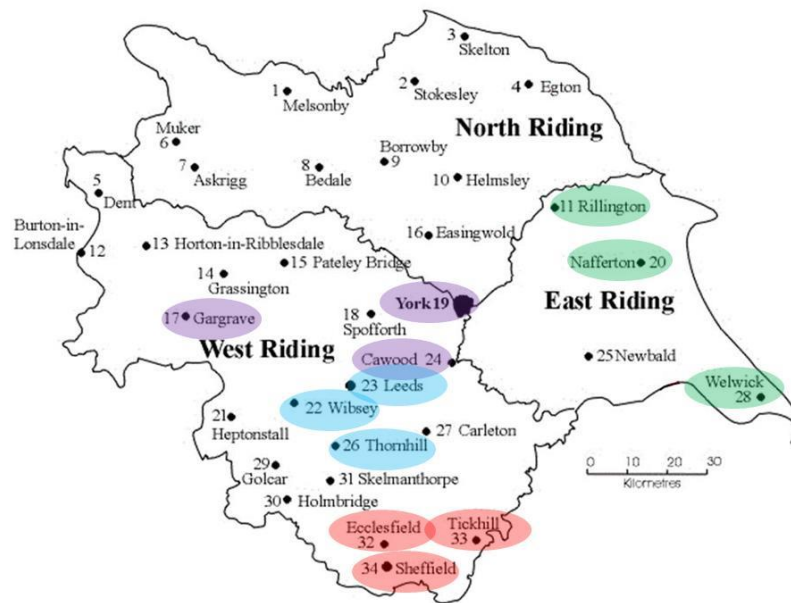 3
Skelton
1
Melsonby
2
Stokesley
4 Egton
North Riding
Muker
6
7
Askrigg
8
Bedale
Borrowby
9
10 Helmsley
5
Dent
11 Rillington
Burton-in-
Lonsdale
12
13 Horton-in-Ribblesdale
16 Easingwold
14
Grassington
15 Pateley Bridge
Nafferton 20
17 Gargrave
18
Spofforth
York 19
East Riding
West Riding
Cawood 24
25 Newbald
23 Leeds
22 Wibsey
Welwick
28
21
Heptonstall
26 Thornhill
27 Carleton
29
Golcar
31 Skelmanthorpe
30 Holmbridge
0 10 20 30
Kilometres
Ecclesfield
32
Tickhill
33
34 Sheffield